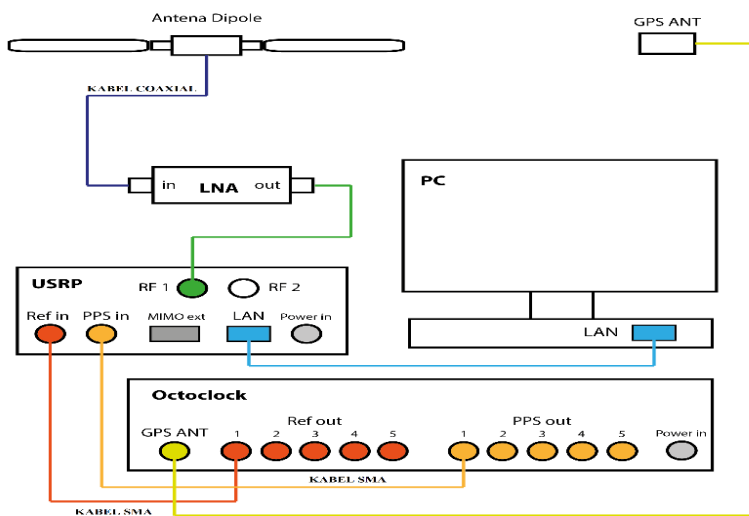 Antena Dipole
GPS ANT
KABEL COAXIAL
in LNA out
PC
USRP
RF 1 RF 2
Ref in PPS in MIMO ext LAN Power in
LAN
Octoclock
Ref out PPS out
GPS ANT 1 2 3 4 5 1 2 3 4 5 Power in
KABEL SMA
KABEL SMA